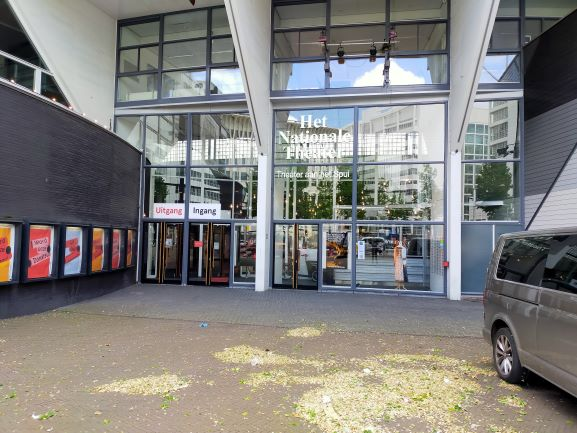 Het
Nationale
Theater
Theater aan het Spui
Uitgang
Ingang